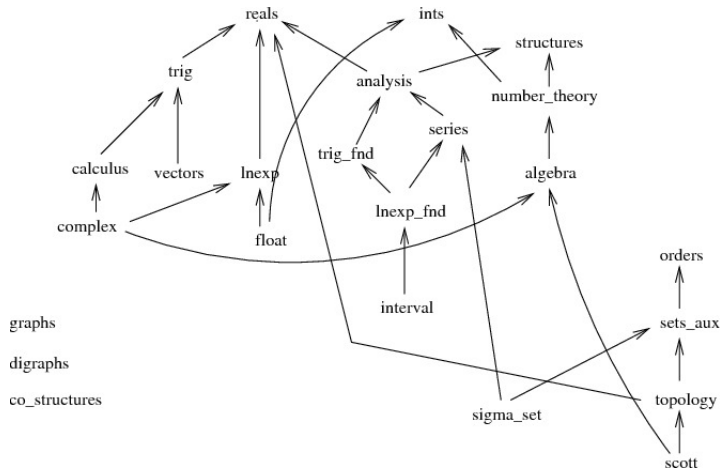 reals
ints
structures
trig
analysis
number_theory
series
trig_fnd
calculus
vectors
lnexp
algebra
lnexp_fnd
complex
float
orders
interval
graphs
sets_aux
digraphs
co_structures
topology
sigma_set
scott